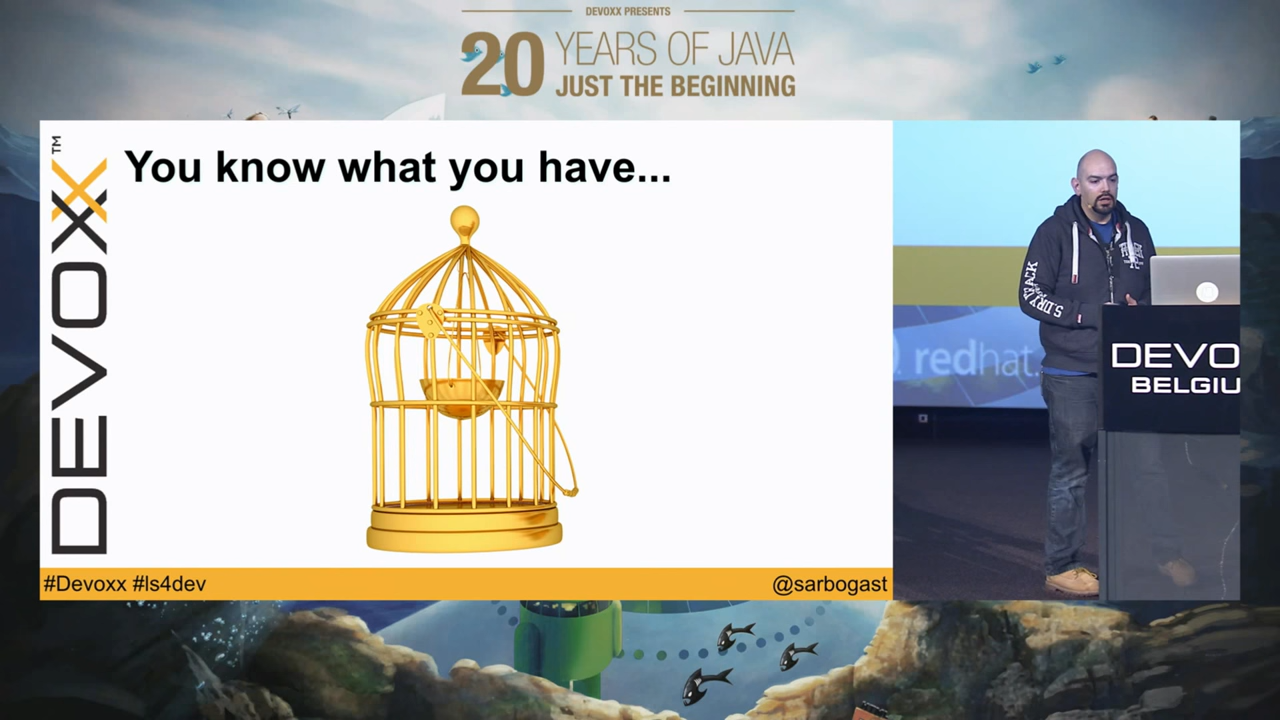 DEVOXX PRESENTS
20 YEARS OF JAVA
JUST THE BEGINNING
DEVOXX™
You know what you have...
#Devoxx #ls4dev
@sarbogast
redhat.
DEVO
BELGIU